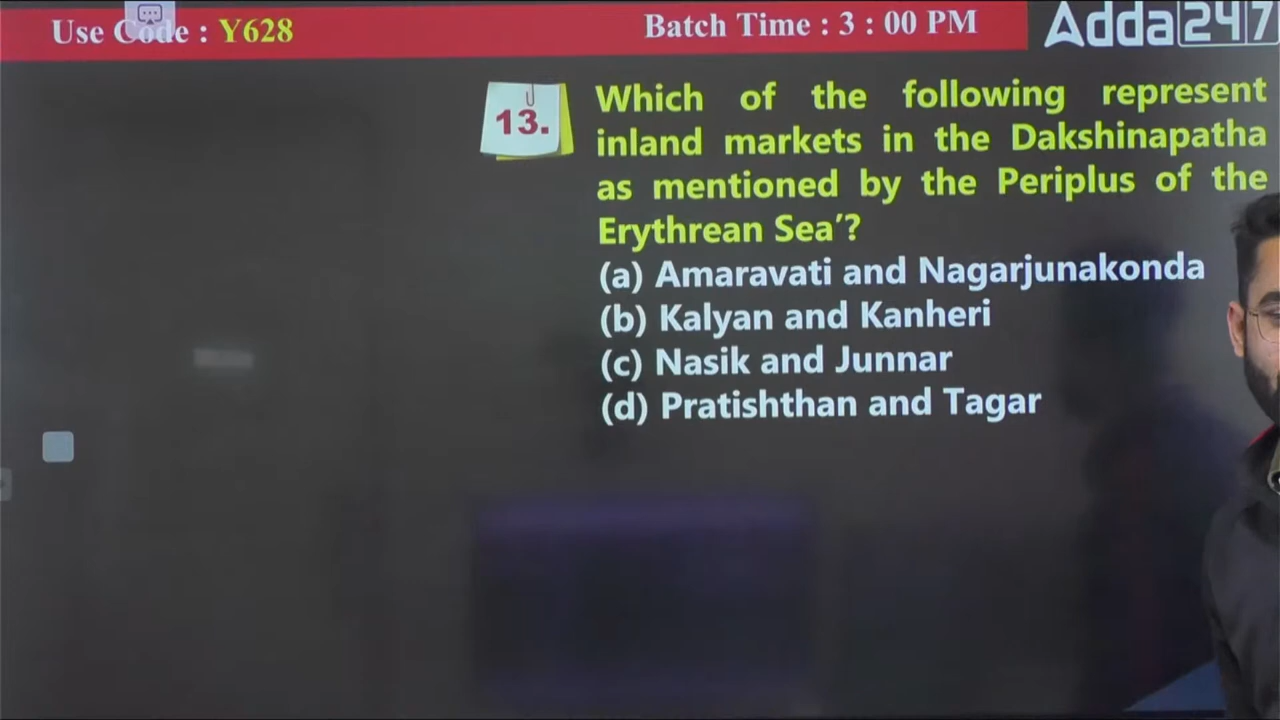 Use Code : Y628
Batch Time : 3 : 00 PM
Adda247
13.
Which of the following represent
inland markets in the Dakshinapatha
as mentioned by the Periplus of the
Erythrean Sea’?
(a) Amaravati and Nagarjunakonda
(b) Kalyan and Kanheri
(c) Nasik and Junnar
(d) Pratishthan and Tagar